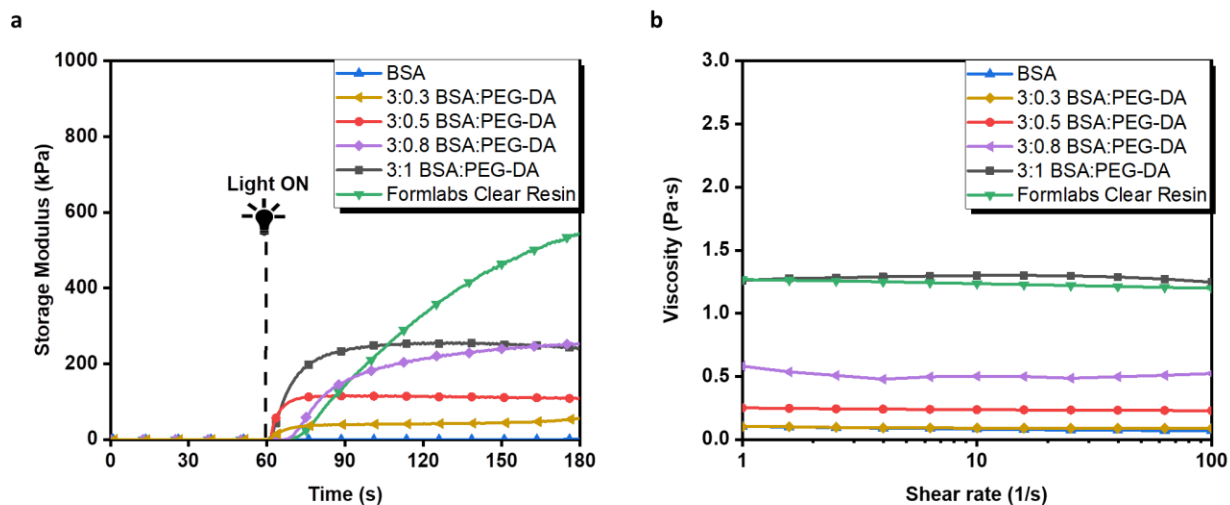 a
1000
800
600
400
200
0
Storage Modulus (kPa)
BSA
3:0.3 BSA:PEG-DA
3:0.5 BSA:PEG-DA
3:0.8 BSA:PEG-DA
3:1 BSA:PEG-DA
Formlabs Clear Resin
Light ON
0 30 60 90 120 150 180
Time (s)
b
3.0
2.5
2.0
1.5
1.0
0.5
0.0
Viscosity (Pa·s)
BSA
3:0.3 BSA:PEG-DA
3:0.5 BSA:PEG-DA
3:0.8 BSA:PEG-DA
3:1 BSA:PEG-DA
Formlabs Clear Resin
1 10 100
Shear rate (1/s)